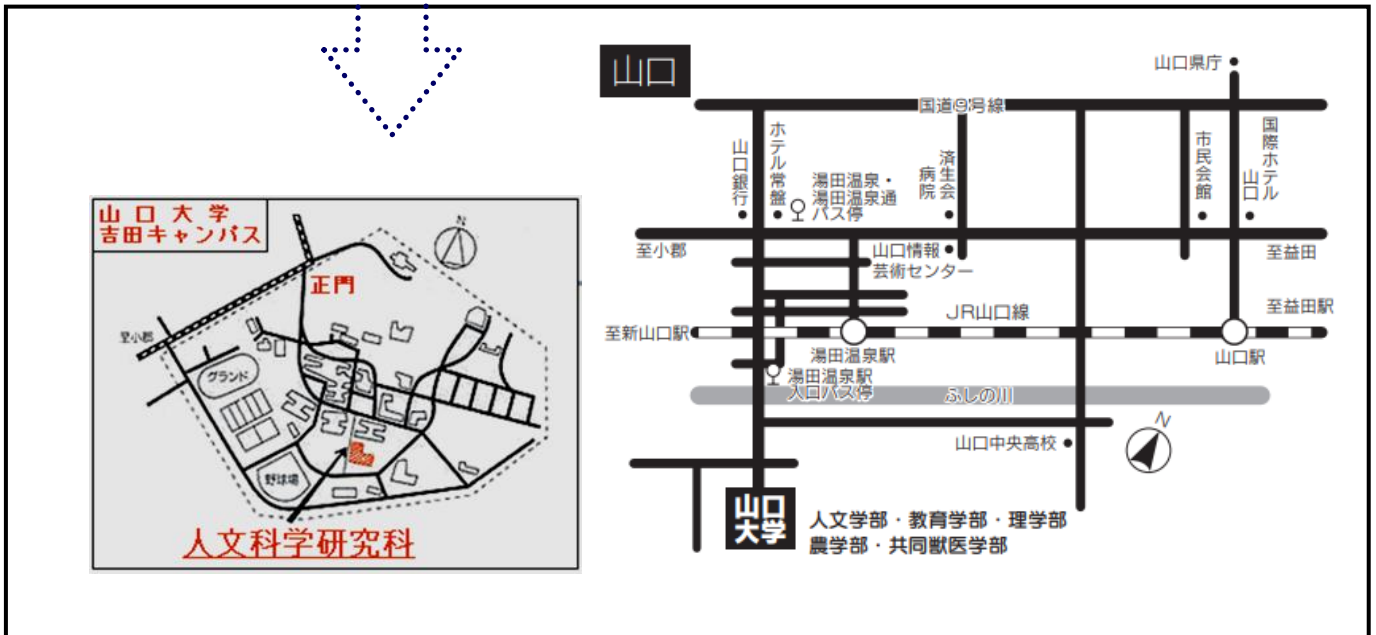 山口大学
吉田キャンパス
N
正門
至小郡
グランド
野球場
人文科学研究科
山口
山口県庁
国道9号線
山口銀行
ホテル常盤
湯田温泉・
湯田温泉通
バス停
済生会
病院
市民会館
国際ホテル
山口
至小郡
山口情報
芸術センター
至益田
至新山口駅
JR山口線
至益田駅
湯田温泉駅
山口駅
湯田温泉駅
入口バス停
ふしの川
山口中央高校
N
山口
大学
人文学部・教育学部・理学部
農学部・共同獣医学部